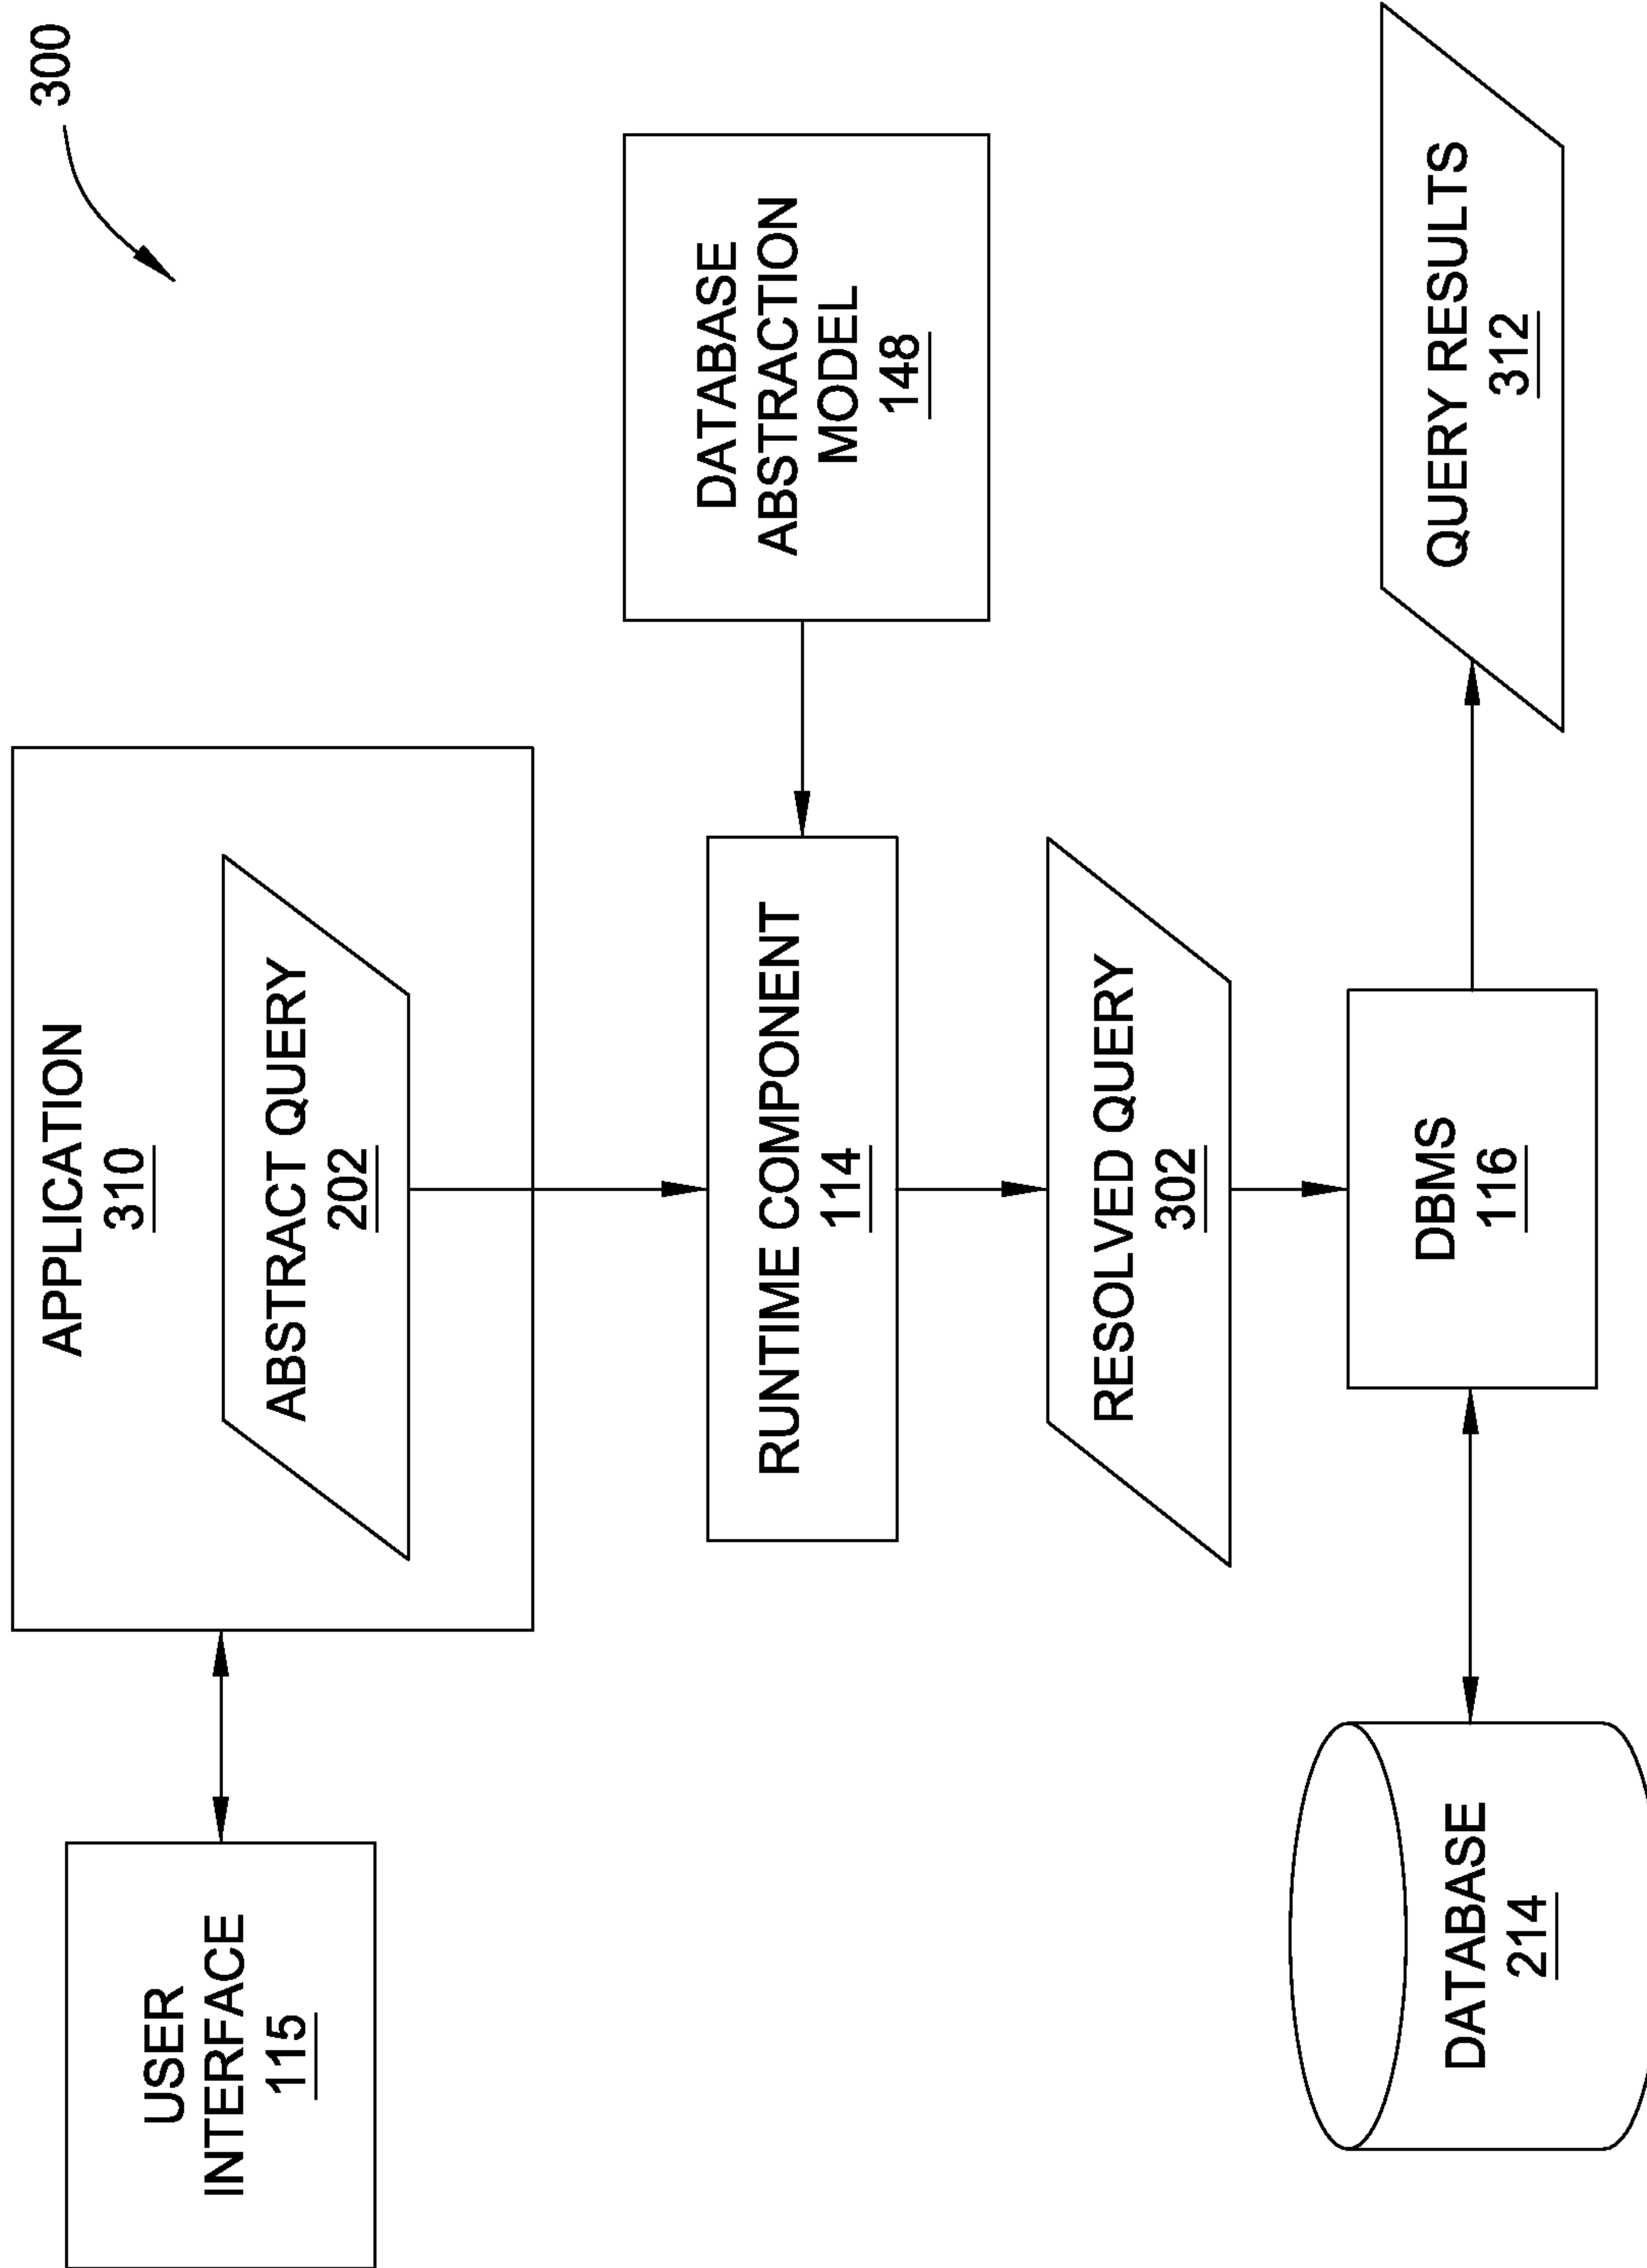 300
USER
INTERFACE
115
APPLICATION
310
ABSTRACT QUERY
202
RUNTIME COMPONENT
114
DATABASE
ABSTRACTION
MODEL
148
RESOLVED QUERY
302
DATABASE
214
DBMS
116
QUERY RESULTS
312